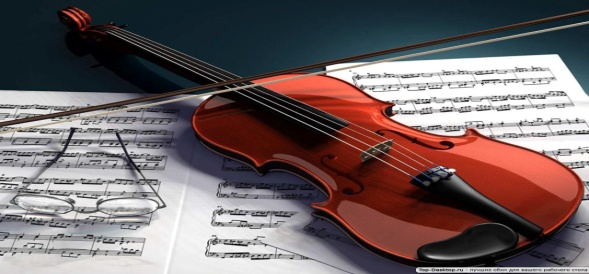 Top-Desktop.ru - лучшие обои для вашего рабочего стола